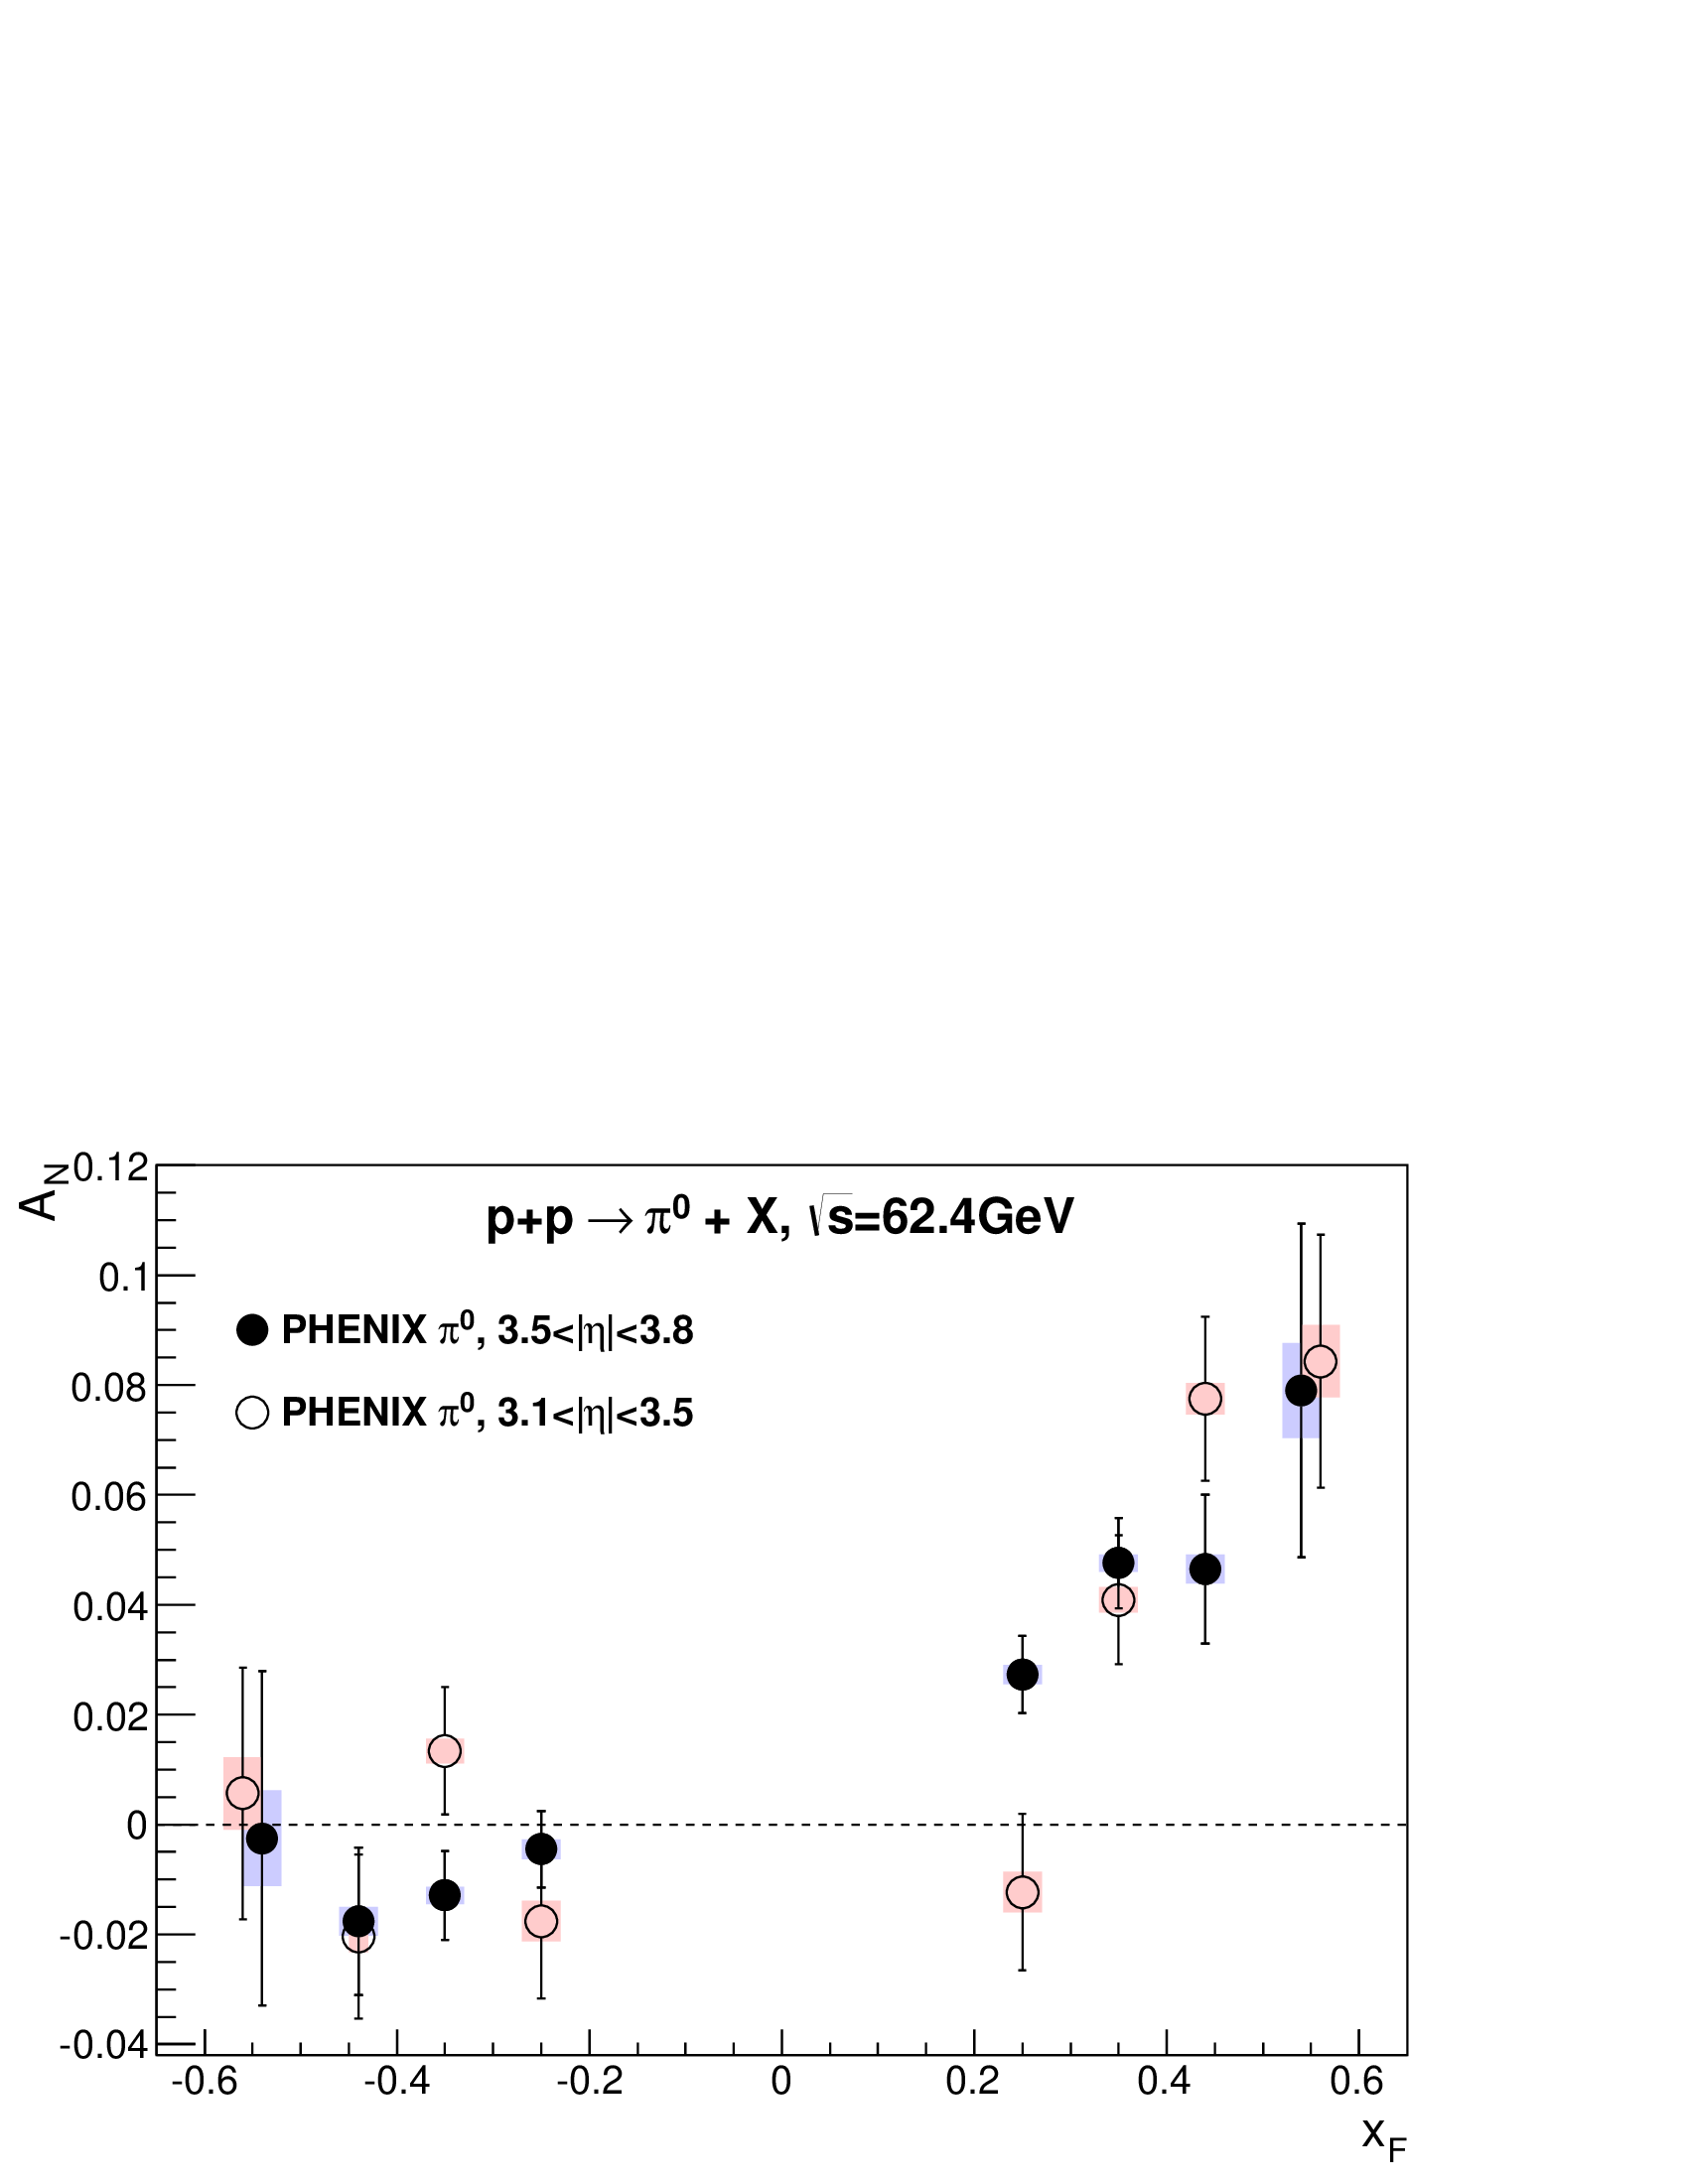 A_N
p+p → π⁰ + X, √s=62.4GeV
PHENIX π⁰, 3.5<|η|<3.8
PHENIX π⁰, 3.1<|η|<3.5
0.12
0.1
0.08
0.06
0.04
0.02
0
-0.02
-0.04
-0.6 -0.4 -0.2 0 0.2 0.4 0.6
x_F